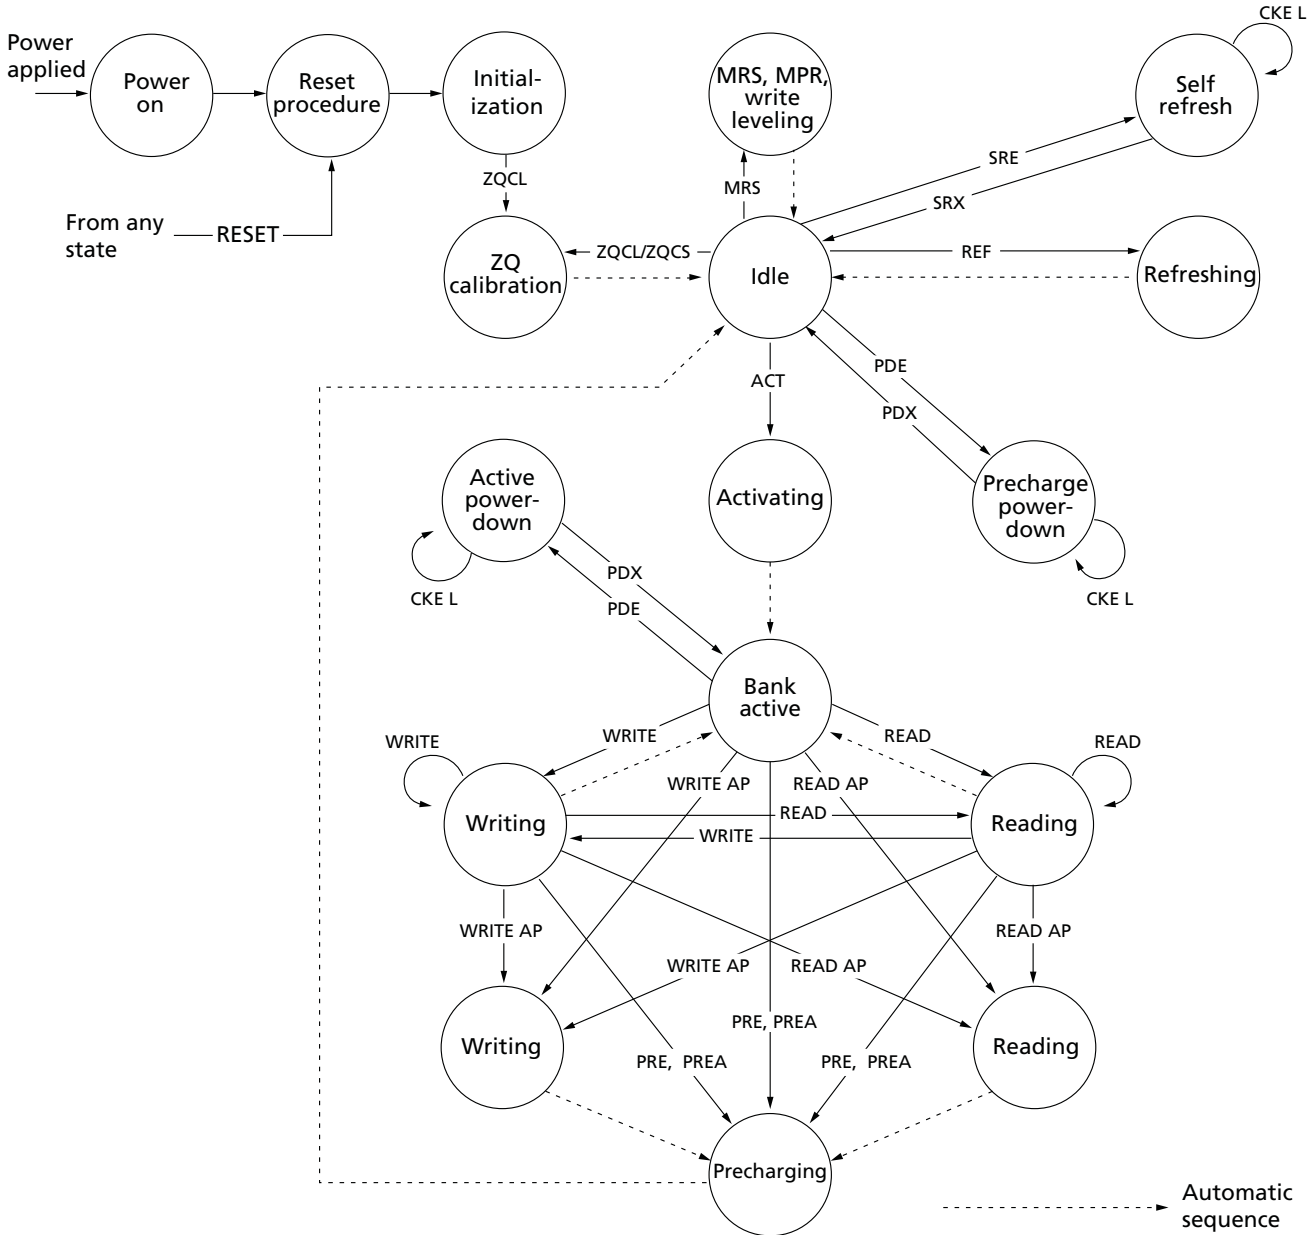 CKE L
Power
applied
Power
on
Reset
procedure
Initial-
ization
MRS, MPR,
write
leveling
Self
refresh
ZQCL
MRS
SRE
SRX
From any
state
RESET
ZQ
calibration
ZQCL/ZQCS
Idle
REF
Refreshing
ACT
PDE
PDX
Active
power-
down
Activating
Precharge
power-
down
CKE L
PDX
PDE
CKE L
Bank
active
WRITE
WRITE
READ
READ
WRITE AP
READ AP
Writing
READ
WRITE
Reading
WRITE AP
READ AP
WRITE AP
READ AP
Writing
PRE, PREA
Reading
PRE, PREA
PRE, PREA
Precharging
Automatic
sequence